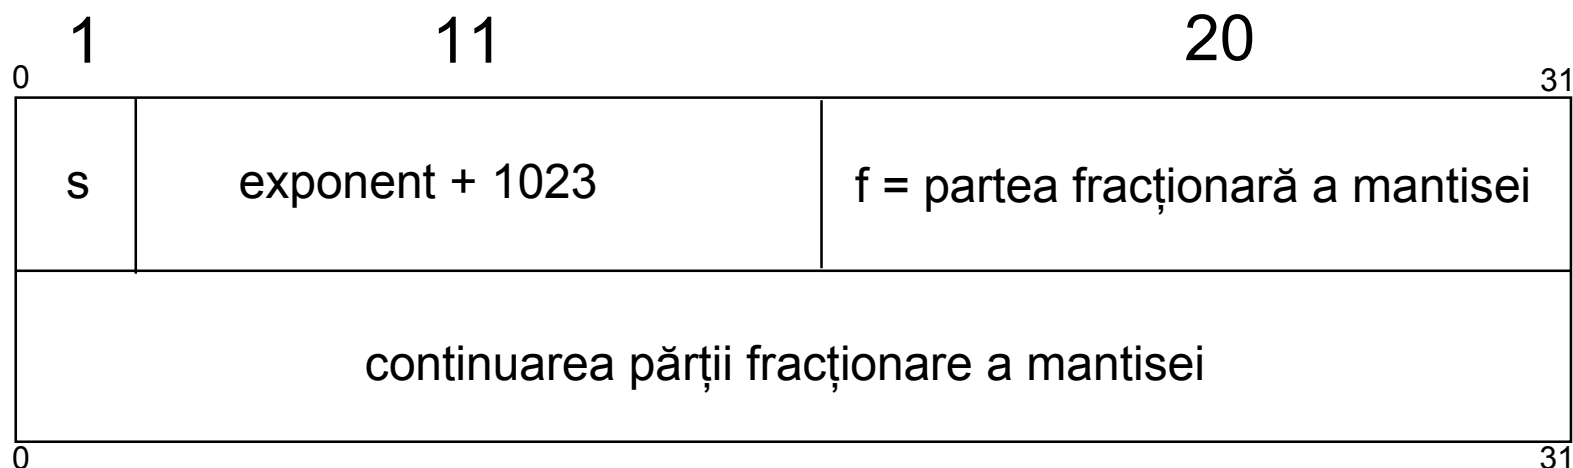 1 11 20
0 31
s exponent + 1023 f = partea fracționară a mantisei
continuarea părții fracționare a mantisei
0 31